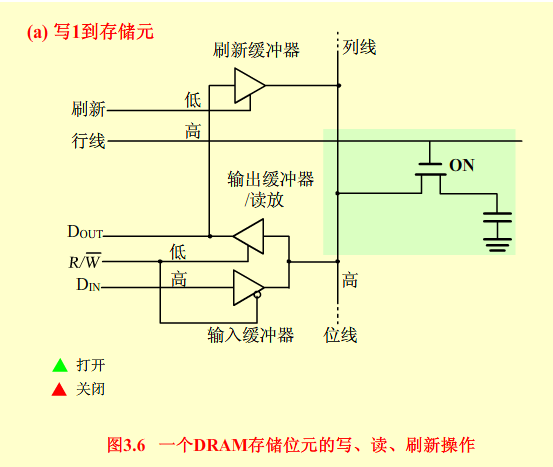 (a) 写1到存储元
刷新缓冲器
列线
刷新
低
行线
高
ON
输出缓冲器
/读放
DOUT
R/W̅
低
DIN
高
高
输入缓冲器
位线
打开
关闭
图3.6 一个DRAM存储位元的写、读、刷新操作